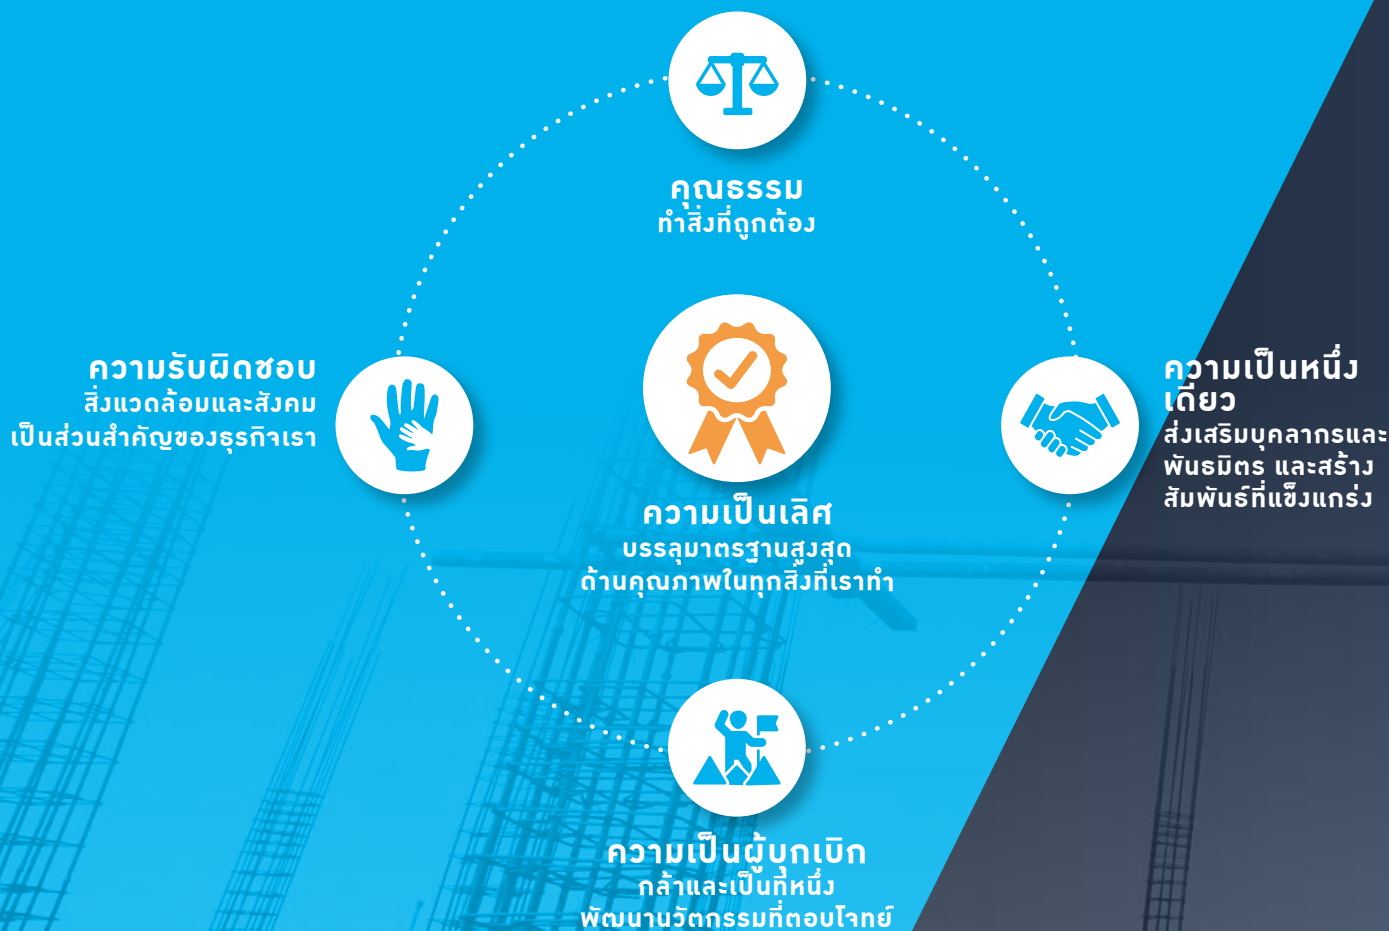 คุณธรรม
ทำสิ่งที่ถูกต้อง
ความรับผิดชอบ
สิ่งแวดล้อมและสังคม
เป็นส่วนสำคัญของธุรกิจเรา
ความเป็นเลิศ
บรรลุมาตรฐานสูงสุด
ด้านคุณภาพในทุกสิ่งที่เราทำ
ความเป็นหนึ่ง
เดียว
ส่งเสริมบุคลากรและ
พันธมิตร และสร้าง
สัมพันธ์ที่แข็งแกร่ง
ความเป็นผู้บุกเบิก
กล้าและเป็นที่หนึ่ง
พัฒนานวัตกรรมที่ตอบโจทย์